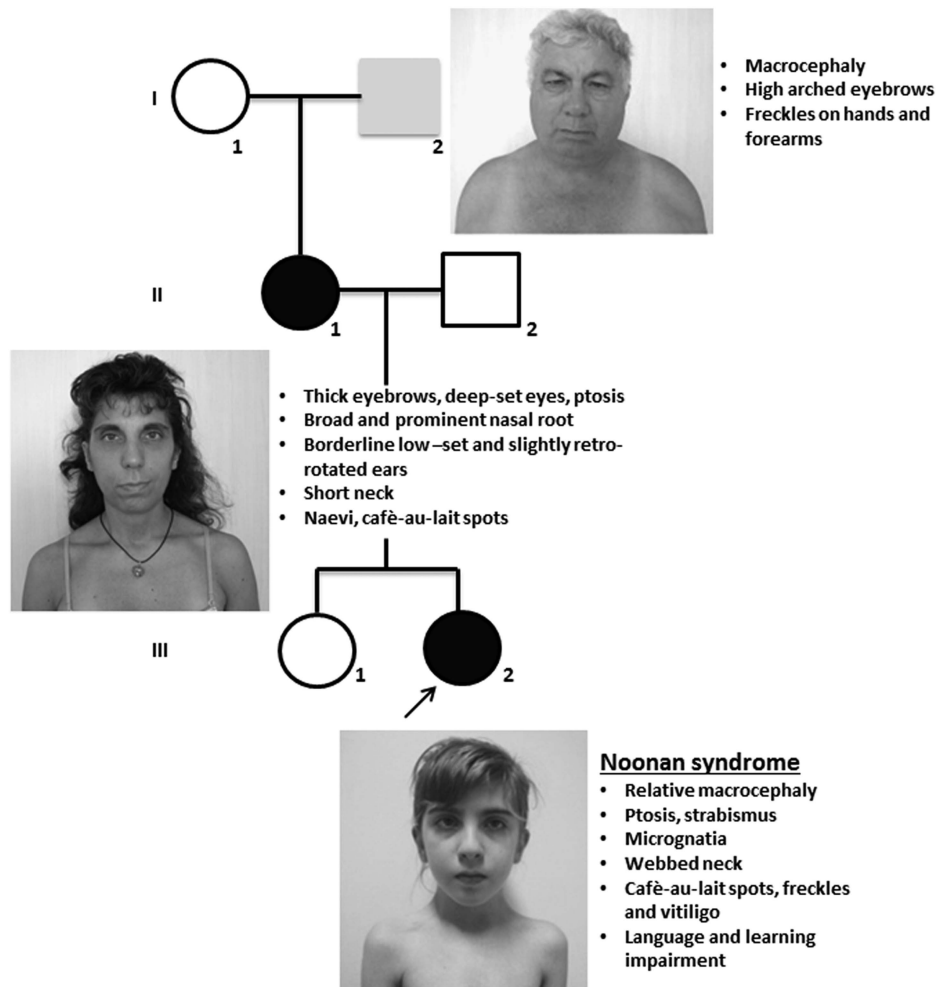 I
1
2
• Macrocephaly
• High arched eyebrows
• Freckles on hands and
forearms
II
1
2
• Thick eyebrows, deep-set eyes, ptosis
• Broad and prominent nasal root
• Borderline low –set and slightly retro-
rotated ears
• Short neck
• Naevi, cafè-au-lait spots
III
1
2
Noonan syndrome
• Relative macrocephaly
• Ptosis, strabismus
• Micrognatia
• Webbed neck
• Cafè-au-lait spots, freckles
and vitiligo
• Language and learning
impairment